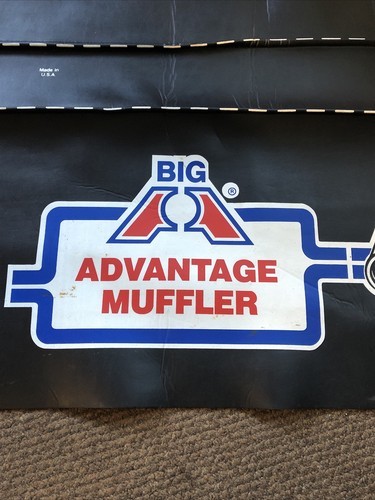 Made in
U.S.A
BIG
A ®
ADVANTAGE
MUFFLER